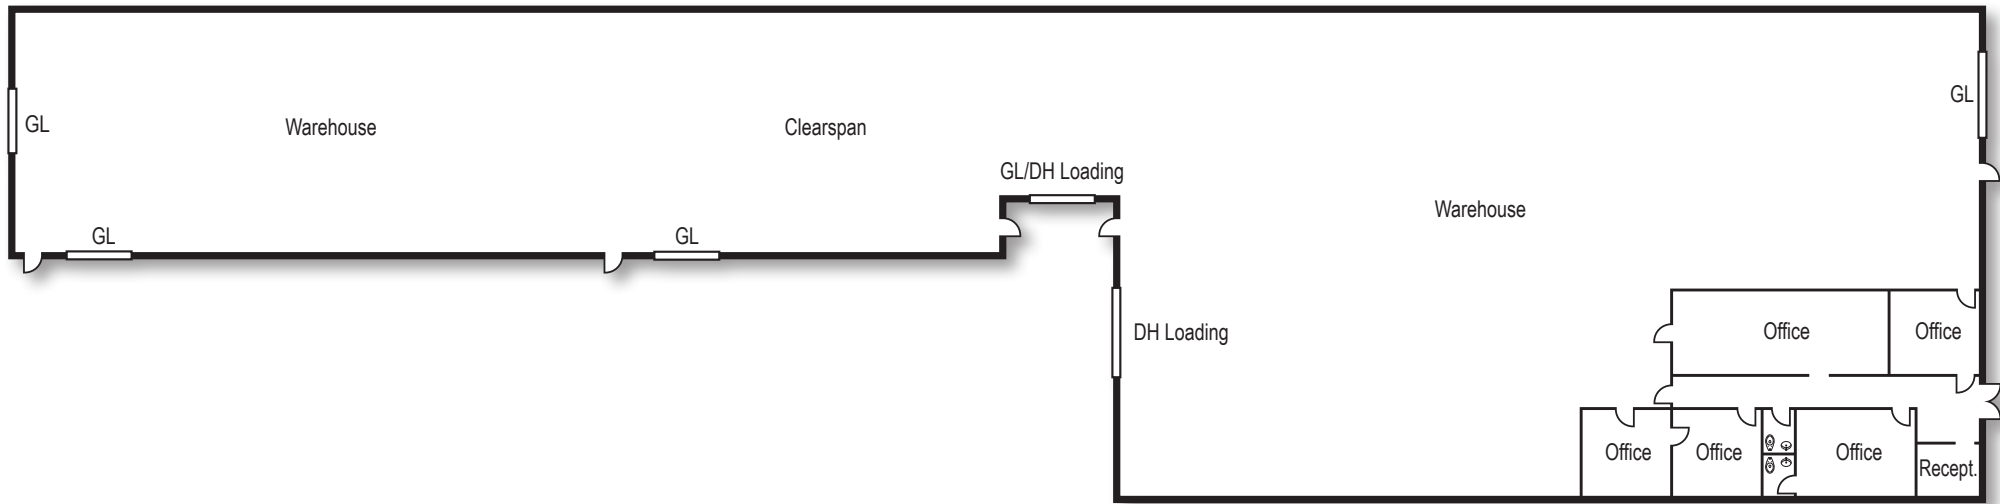 GL
GL
Warehouse
Clearspan
GL/DH Loading
Warehouse
GL
GL
DH Loading
Office
Office
Office
Office
Office
Recept.